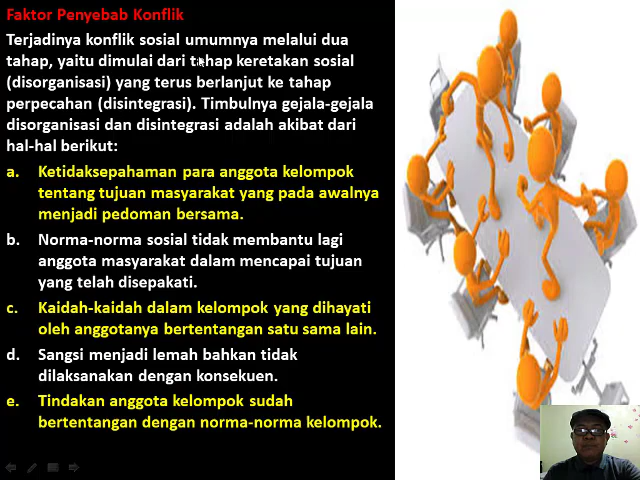 Faktor Penyebab Konflik
Terjadinya konflik sosial umumnya melalui dua
tahap, yaitu dimulai dari tahap keretakan sosial
(disorganisasi) yang terus berlanjut ke tahap
perpecahan (disintegrasi). Timbulnya gejala-gejala
disorganisasi dan disintegrasi adalah akibat dari
hal-hal berikut:
a. Ketidaksepahaman para anggota kelompok
tentang tujuan masyarakat yang pada awalnya
menjadi pedoman bersama.
b. Norma-norma sosial tidak membantu lagi
anggota masyarakat dalam mencapai tujuan
yang telah disepakati.
c. Kaidah-kaidah dalam kelompok yang dihayati
oleh anggotanya bertentangan satu sama lain.
d. Sangsi menjadi lemah bahkan tidak
dilaksanakan dengan konsekuen.
e. Tindakan anggota kelompok sudah
bertentangan dengan norma-norma kelompok.